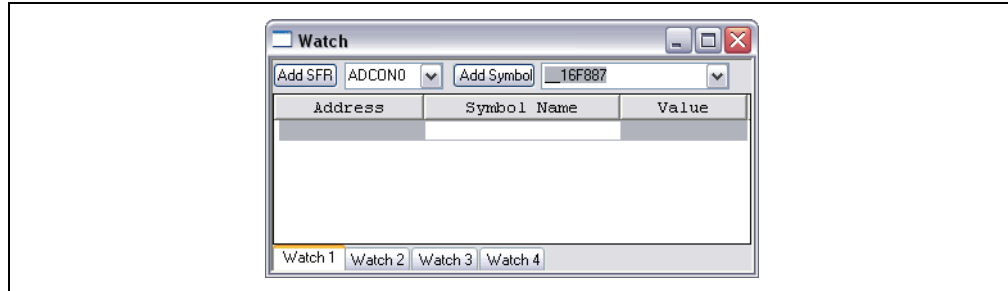 Watch
Add SFR ADCON0 Add Symbol __16F887
Address Symbol Name Value
Watch 1 Watch 2 Watch 3 Watch 4